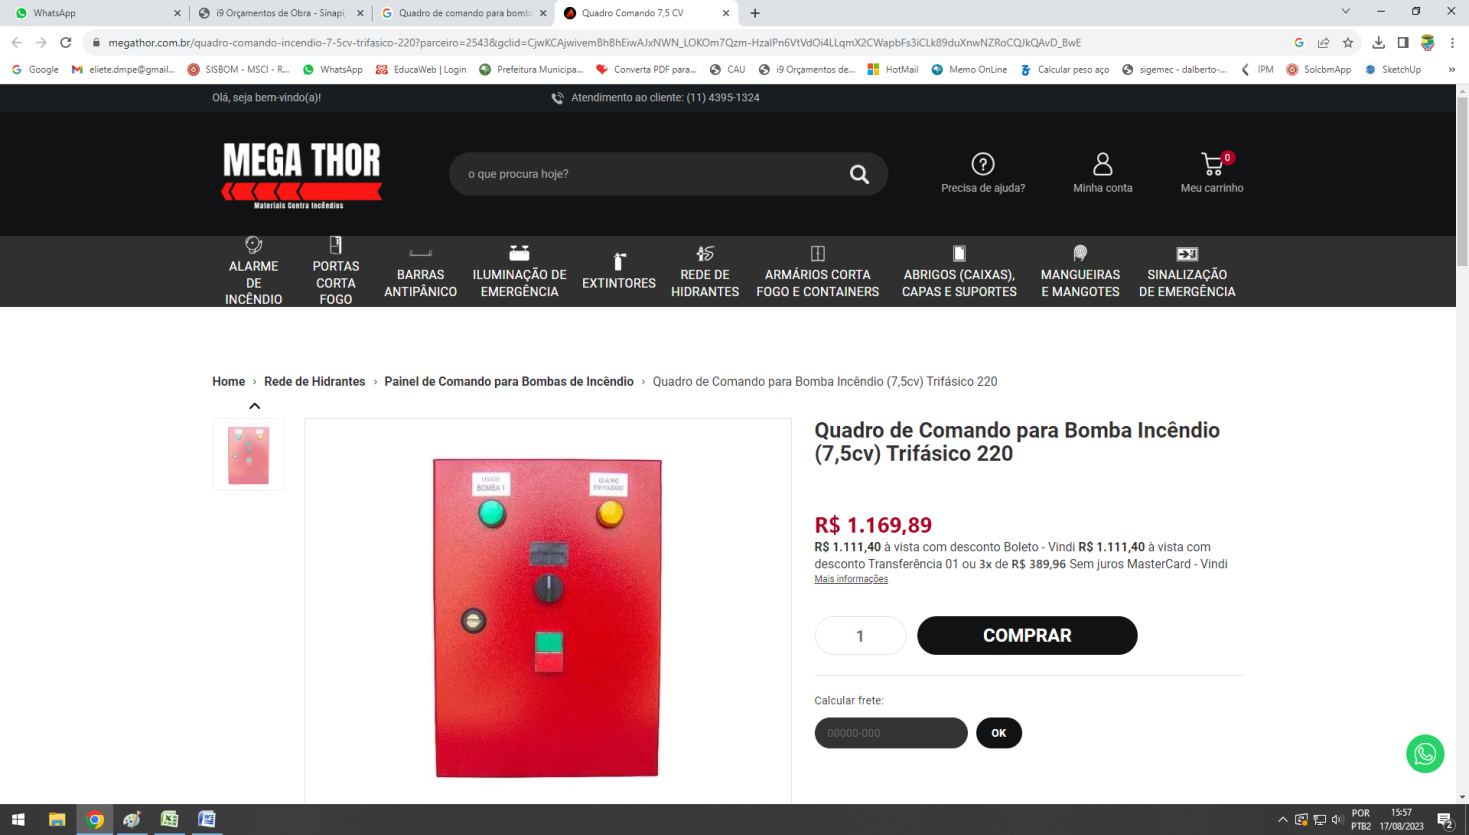 WhatsApp
i9 Orçamentos de Obra - Sinapi,
Quadro de comando para bomb
Quadro Comando 7,5 CV
megathor.com.br/quadro-comando-incendio-7-5cv-trifasico-220?parceiro=2543&gclid=CjwKCAjwivemBhBhEiwAJxNWN_LOKOm7Qzm-HzaIPn6VtVdOi4LLqmX2CWapbFs3iCLk89duXnwNZRoCQJkQAvD_BwE
Google
eliete.dmpe@gmail...
SISBOM - MSCI - R...
WhatsApp
EducaWeb | Login
Prefeitura Municipa...
Converta PDF para...
CAU
i9 Orçamentos de...
HotMail
Memo OnLine
Calcular peso aço
sigemec - dalberto-...
IPM
SolcbmApp
SketchUp
Olá, seja bem-vindo(a)!
Atendimento ao cliente: (11) 4395-1324
MEGA THOR
Materiais Contra Incêndios
o que procura hoje?
Precisa de ajuda?
Minha conta
0
Meu carrinho
ALARME
DE
INCÊNDIO
PORTAS
CORTA
FOGO
BARRAS
ANTIPÂNICO
ILUMINAÇÃO DE
EMERGÊNCIA
EXTINTORES
REDE DE
HIDRANTES
ARMÁRIOS CORTA
FOGO E CONTAINERS
ABRIGOS (CAIXAS),
CAPAS E SUPORTES
MANGUEIRAS
E MANGOTES
SINALIZAÇÃO
DE EMERGÊNCIA
Home › Rede de Hidrantes › Painel de Comando para Bombas de Incêndio › Quadro de Comando para Bomba Incêndio (7,5cv) Trifásico 220
LIGADO
BOMBA 1
QUADRO
ENERGIZADO
Quadro de Comando para Bomba Incêndio
(7,5cv) Trifásico 220
R$ 1.169,89
R$ 1.111,40 à vista com desconto Boleto - Vindi R$ 1.111,40 à vista com
desconto Transferência 01 ou 3x de R$ 389,96 Sem juros MasterCard - Vindi
Mais informações
1
COMPRAR
Calcular frete:
00000-000
OK
POR
PTB2
15:57
17/08/2023
2